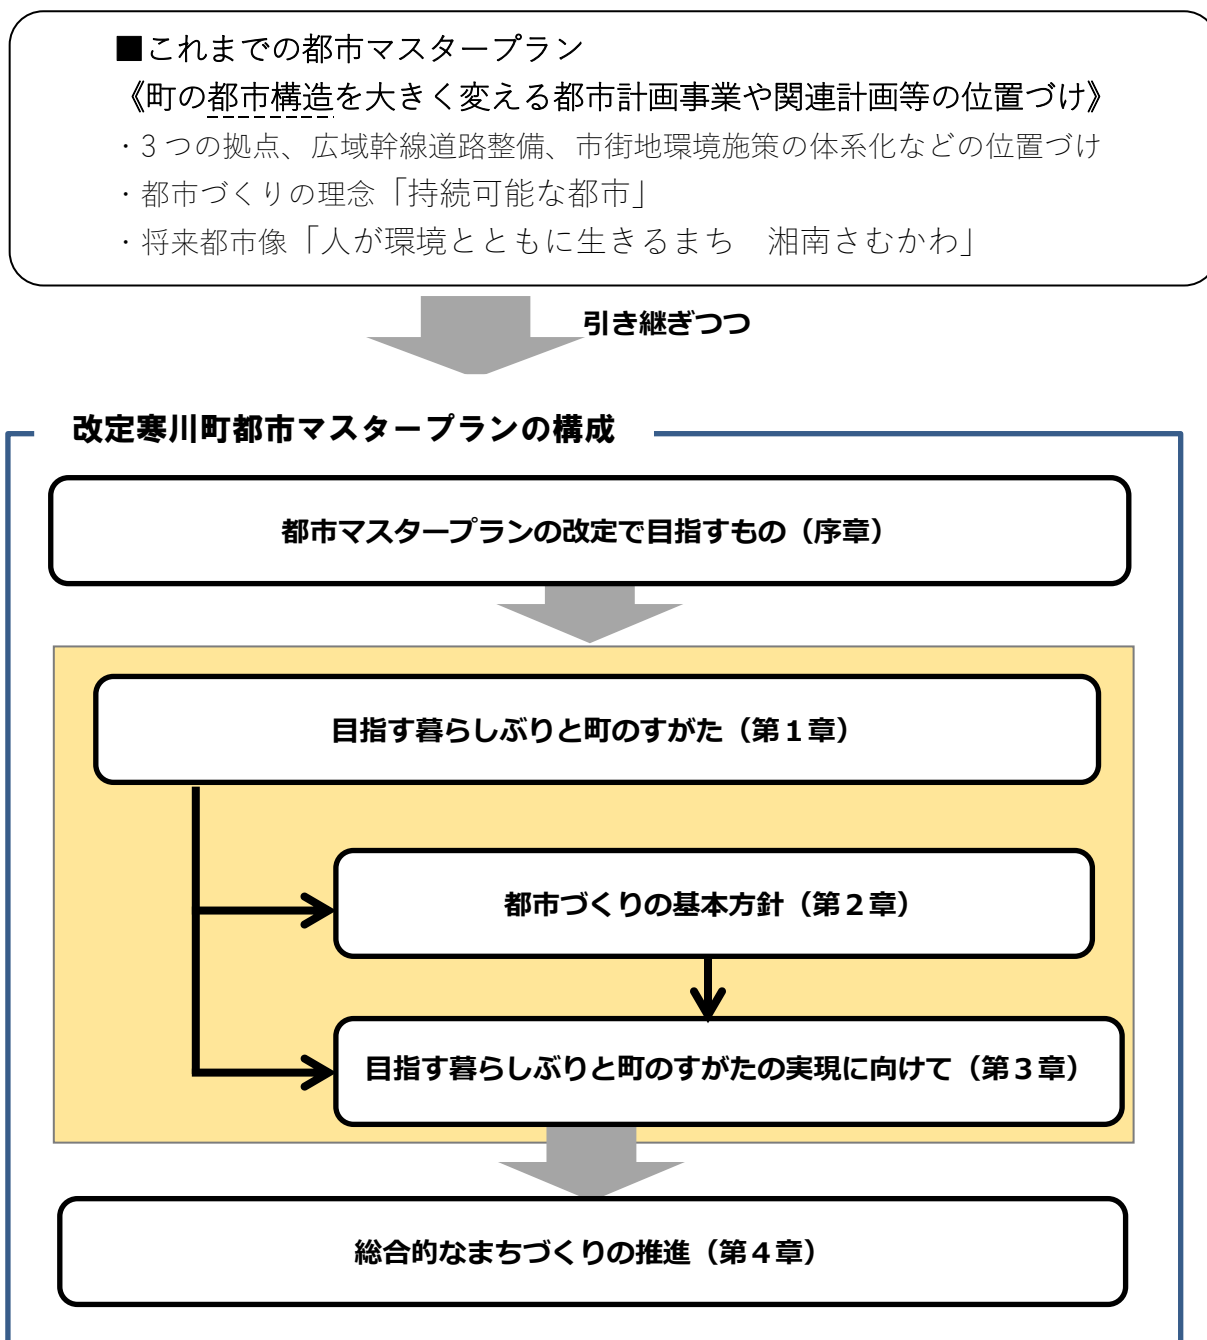 ■これまでの都市マスタープラン
《町の都市構造を大きく変える都市計画事業や関連計画等の位置づけ》
・3つの拠点、広域幹線道路整備、市街地環境施策の体系化などの位置づけ
・都市づくりの理念「持続可能な都市」
・将来都市像「人が環境とともに生きるまち　湘南さむかわ」
引き継ぎつつ
改定寒川町都市マスタープランの構成
都市マスタープランの改定で目指すもの（序章）
目指す暮らしぶりと町のすがた（第１章）
都市づくりの基本方針（第２章）
目指す暮らしぶりと町のすがたの実現に向けて（第３章）
総合的なまちづくりの推進（第４章）